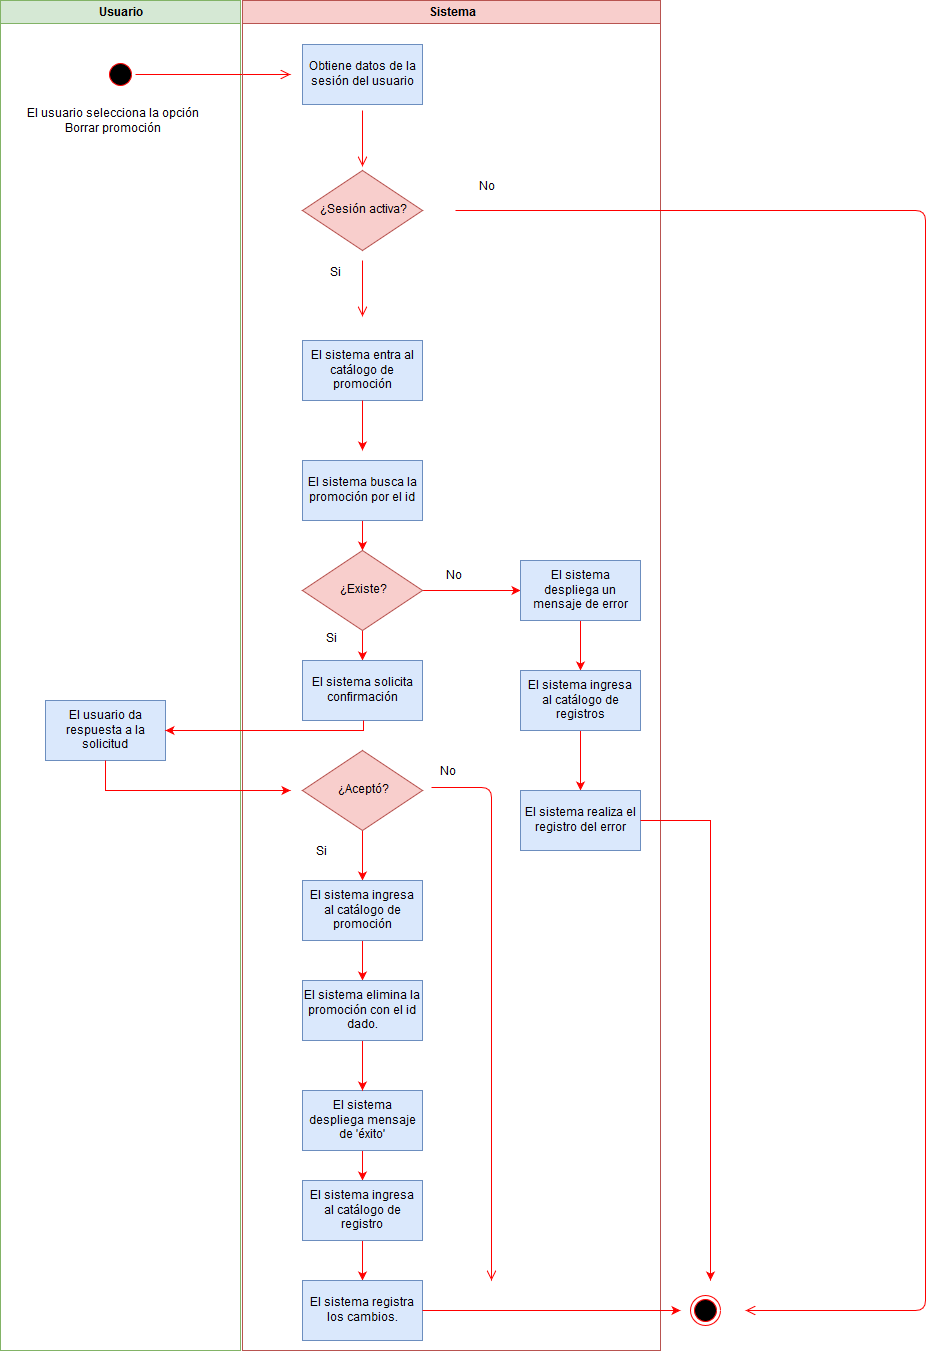 Usuario
Sistema
Obtiene datos de la
sesión del usuario
El usuario selecciona la opción
Borrar promoción
No
¿Sesión activa?
Si
El sistema entra al
catálogo de
promoción
El sistema busca la
promoción por el id
¿Existe?
No
El sistema
despliega un
mensaje de error
Si
El sistema solicita
confirmación
El sistema ingresa
al catálogo de
registros
El usuario da
respuesta a la
solicitud
¿Aceptó?
No
El sistema realiza el
registro del error
Si
El sistema ingresa
al catálogo de
promoción
El sistema elimina la
promoción con el id
dado.
El sistema
despliega mensaje
de 'éxito'
El sistema ingresa
al catálogo de
registro
El sistema registra
los cambios.